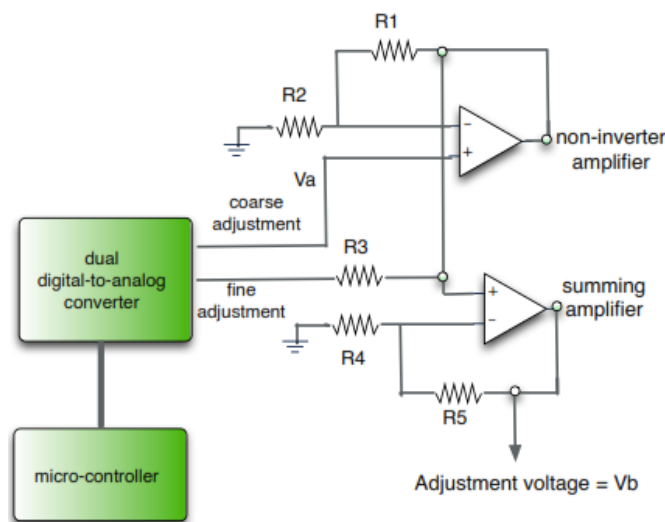 R1
R2
non-inverter
amplifier
Va
coarse
adjustment
dual
digital-to-analog
converter
R3
fine
adjustment
summing
amplifier
R4
R5
micro-controller
Adjustment voltage = Vb